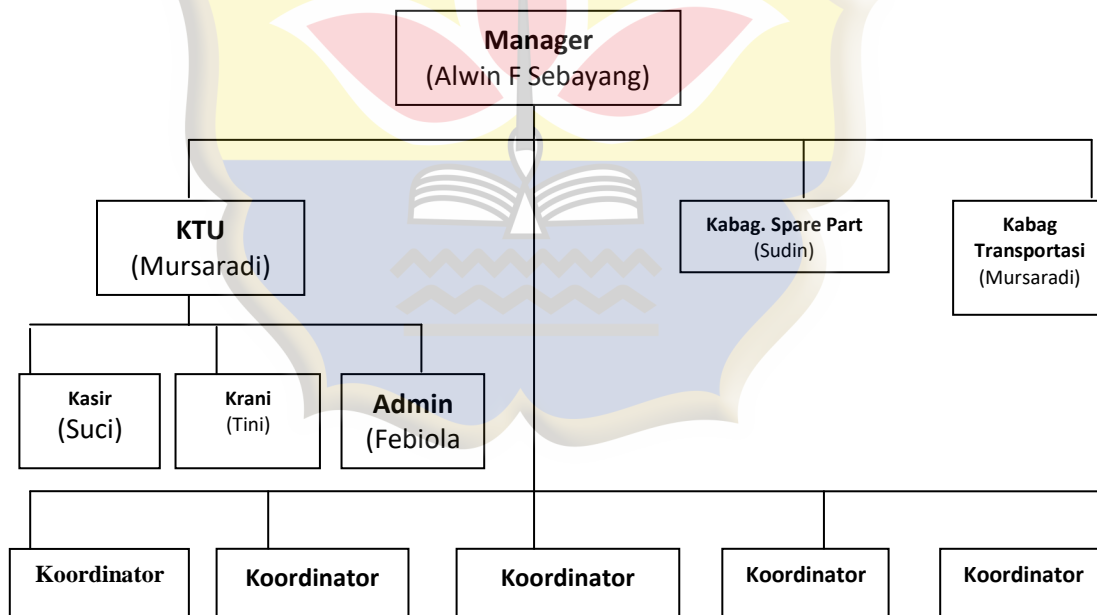 Manager
(Alwin F Sebayang)
KTU
(Mursaradi)
Kabag. Spare Part
(Sudin)
Kabag
Transportasi
(Mursaradi)
Kasir
(Suci)
Krani
(Tini)
Admin
(Febiola
Koordinator
Koordinator
Koordinator
Koordinator
Koordinator